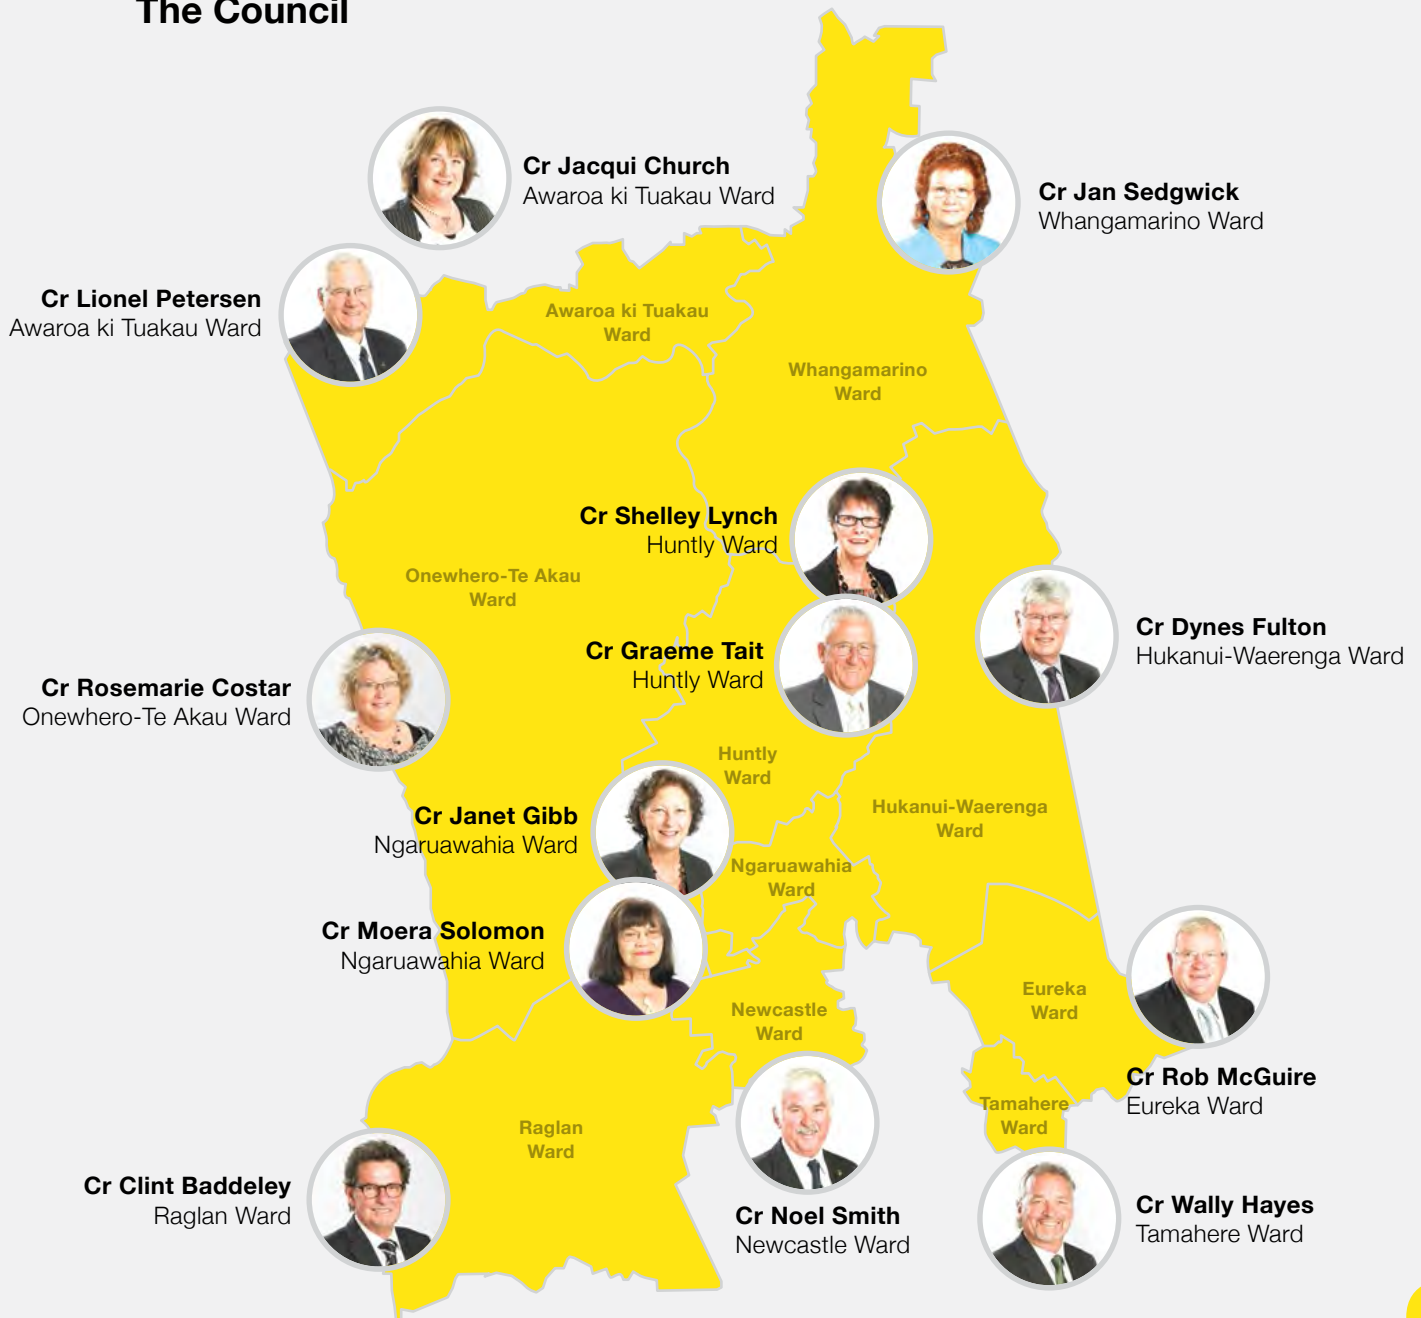 The Council
Cr Jacqui Church
Awaroa ki Tuakau Ward
Cr Jan Sedgwick
Whangamarino Ward
Cr Lionel Petersen
Awaroa ki Tuakau Ward
Awaroa ki Tuakau
Ward
Whangamarino
Ward
Cr Shelley Lynch
Huntly Ward
Onewhero-Te Akau
Ward
Cr Dynes Fulton
Hukanui-Waerenga Ward
Cr Graeme Tait
Huntly Ward
Cr Rosemarie Costar
Onewhero-Te Akau Ward
Huntly
Ward
Hukanui-Waerenga
Ward
Cr Janet Gibb
Ngaruawahia Ward
Ngaruawahia
Ward
Cr Moera Solomon
Ngaruawahia Ward
Eureka
Ward
Newcastle
Ward
Cr Rob McGuire
Eureka Ward
Tamahere
Ward
Raglan
Ward
Cr Clint Baddeley
Raglan Ward
Cr Noel Smith
Newcastle Ward
Cr Wally Hayes
Tamahere Ward